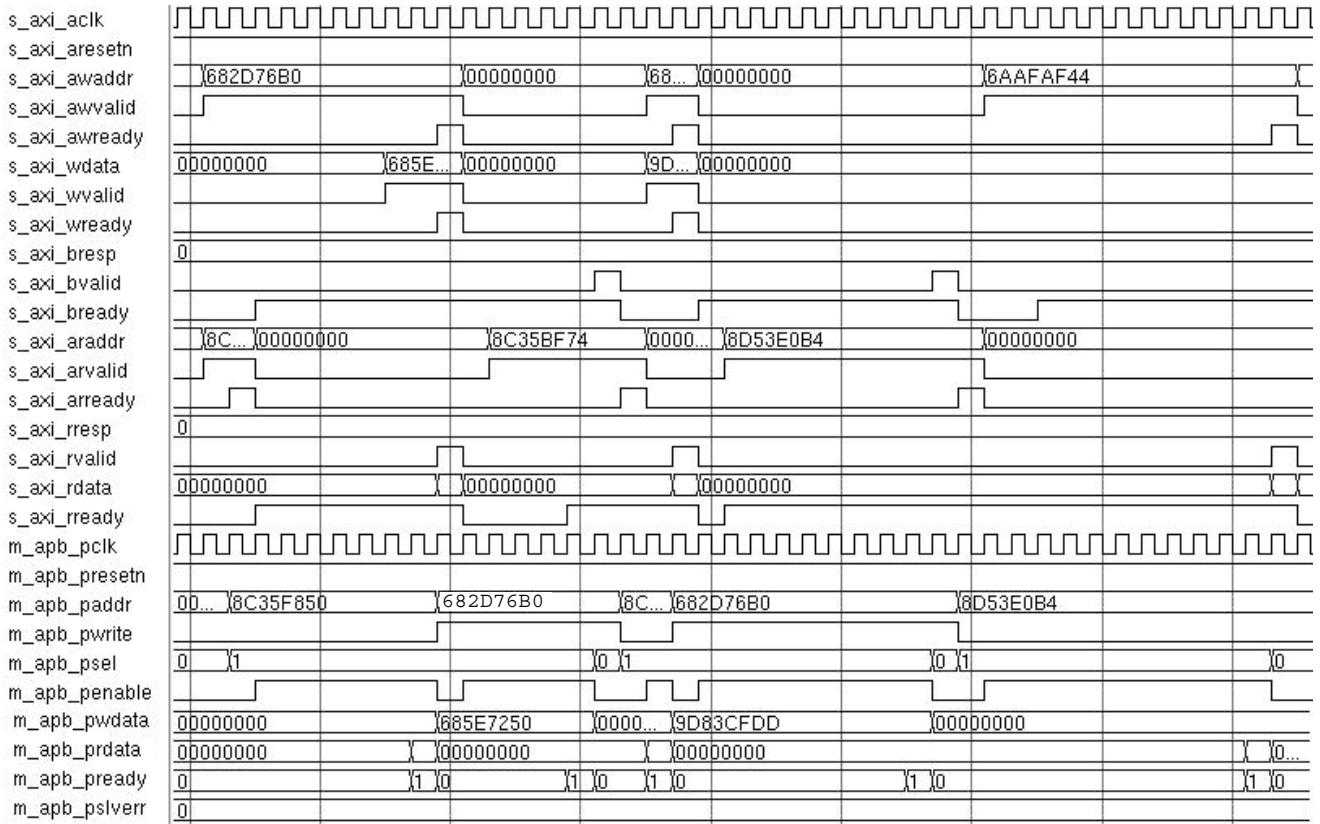 s_axi_aclk
s_axi_aresetn
s_axi_awaddr 682D76B0 00000000 68... 00000000 6AAFAF44
s_axi_awvalid
s_axi_awready
s_axi_wdata 00000000 685E... 00000000 9D... 00000000
s_axi_wvalid
s_axi_wready
s_axi_bresp 0
s_axi_bvalid
s_axi_bready
s_axi_araddr 8C... 00000000 8C35BF74 0000... 8D53E0B4 00000000
s_axi_arvalid
s_axi_arready
s_axi_rresp 0
s_axi_rvalid
s_axi_rdata 00000000 00000000 00000000
s_axi_rready
m_apb_pclk
m_apb_presetn
m_apb_paddr 00... 8C35F850 682D76B0 8C... 682D76B0 8D53E0B4
m_apb_pwrite
m_apb_psel 0 1 0 1 0 1 0
m_apb_penable
m_apb_pwdata 00000000 685E7250 0000... 9D83CFDD 00000000
m_apb_prdata 00000000 00000000 00000000 0...
m_apb_pready 0 1 0 1 0 1 0 1 0 1 0
m_apb_pslverr 0